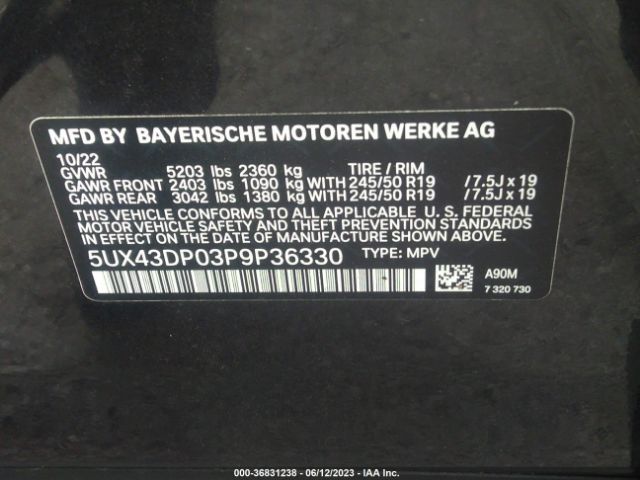 MFD BY BAYERISCHE MOTOREN WERKE AG
10/22
GVWR 5203 lbs 2360 kg TIRE / RIM
GAWR FRONT 2403 lbs 1090 kg WITH 245/50 R19 / 7.5J x 19
GAWR REAR 3042 lbs 1380 kg WITH 245/50 R19 / 7.5J x 19
THIS VEHICLE CONFORMS TO ALL APPLICABLE U. S. FEDERAL
MOTOR VEHICLE SAFETY AND THEFT PREVENTION STANDARDS
IN EFFECT ON THE DATE OF MANUFACTURE SHOWN ABOVE.
5UX43DP03P9P36330 TYPE: MPV
A90M
7 320 730
000-36831238 - 06/12/2023 - IAA Inc.